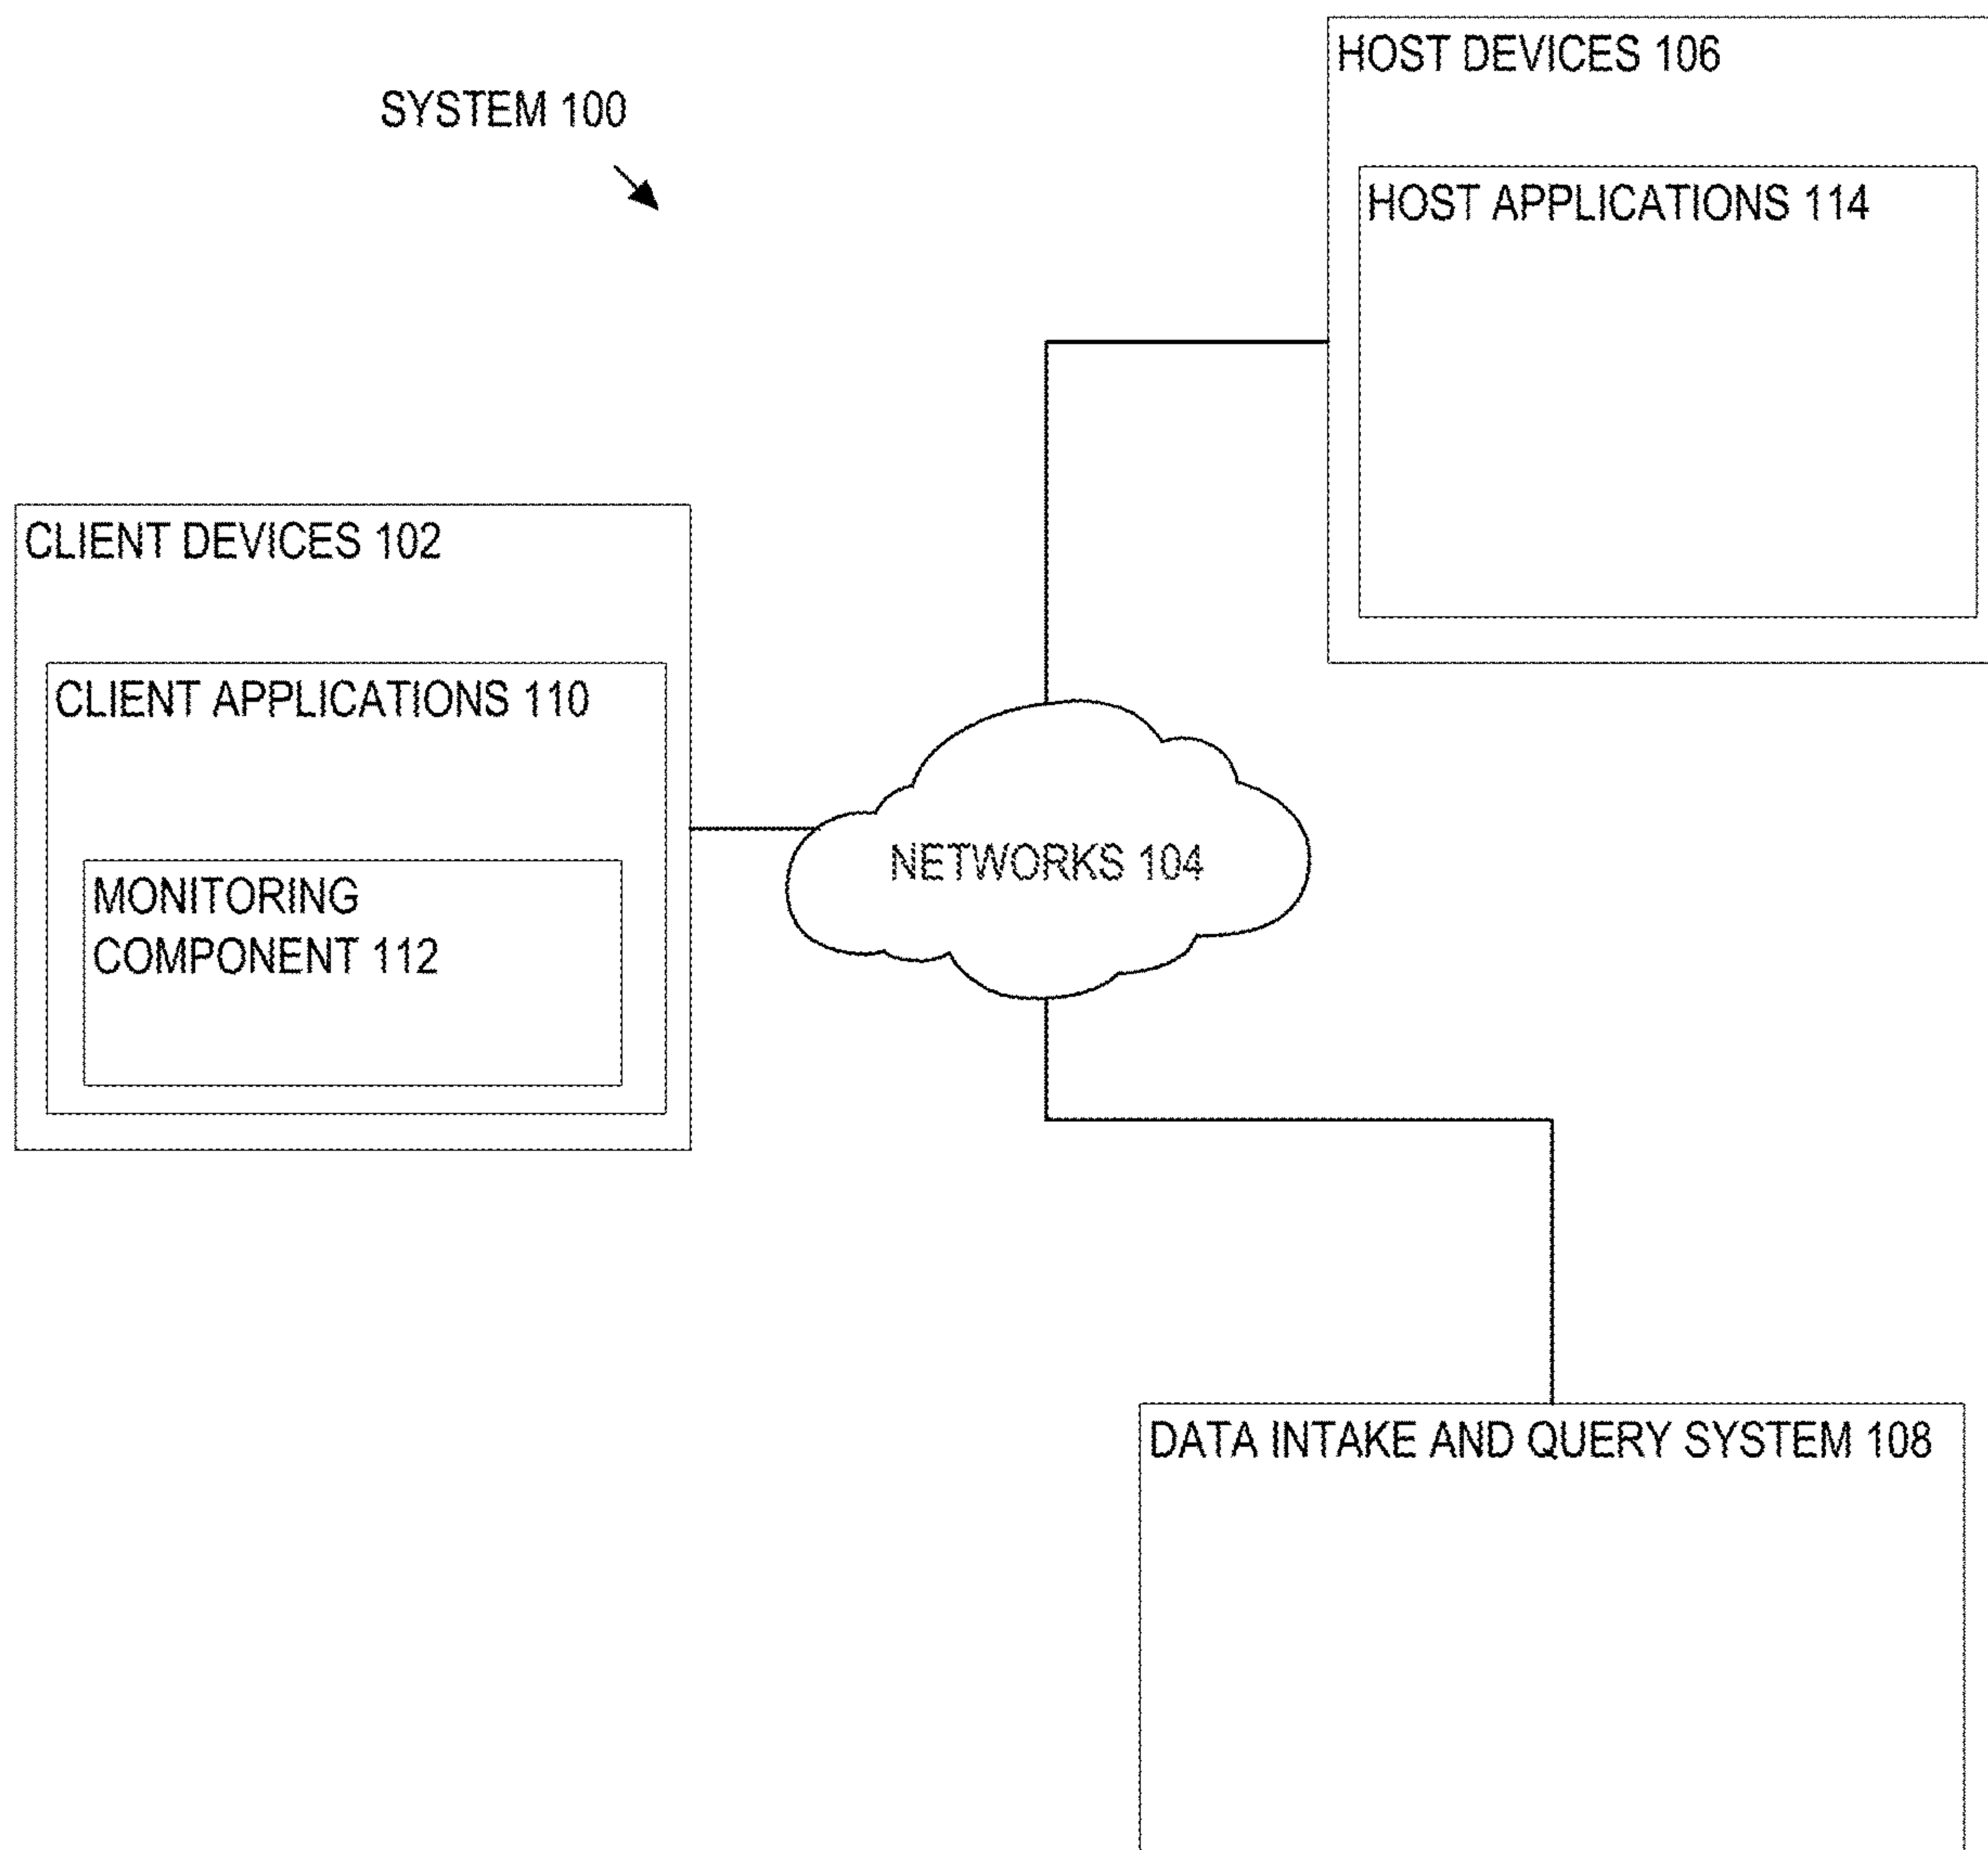 SYSTEM 100
HOST DEVICES 106
HOST APPLICATIONS 114
CLIENT DEVICES 102
CLIENT APPLICATIONS 110
MONITORING
COMPONENT 112
NETWORKS 104
DATA INTAKE AND QUERY SYSTEM 108